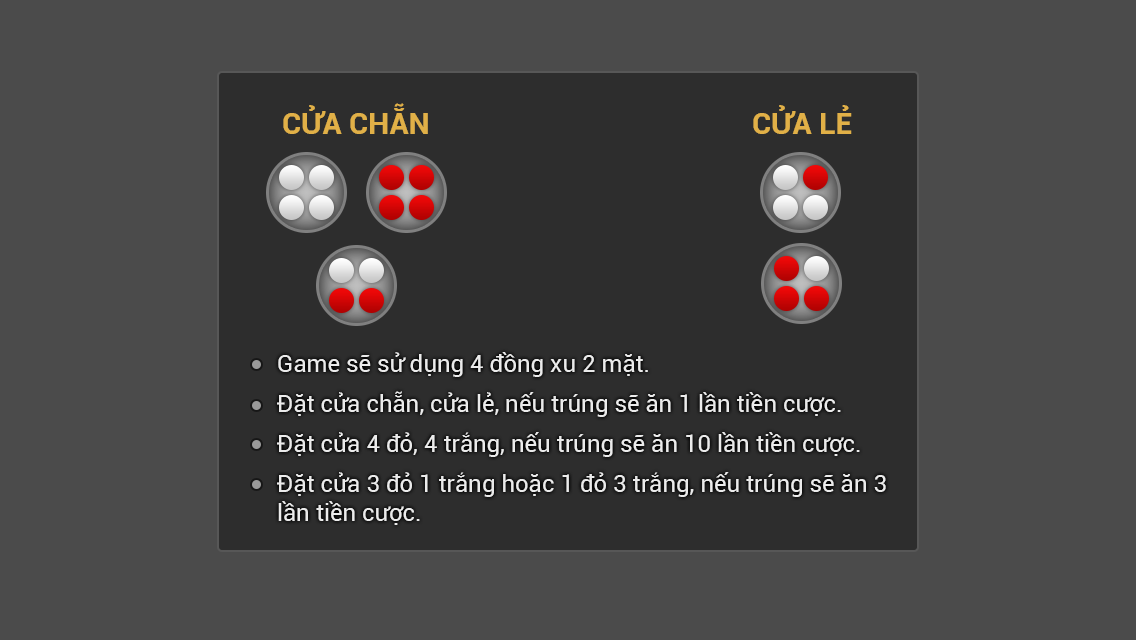 CỬA CHẴN
CỬA LẺ
Game sẽ sử dụng 4 đồng xu 2 mặt.
Đặt cửa chẵn, cửa lẻ, nếu trúng sẽ ăn 1 lần tiền cược.
Đặt cửa 4 đỏ, 4 trắng, nếu trúng sẽ ăn 10 lần tiền cược.
Đặt cửa 3 đỏ 1 trắng hoặc 1 đỏ 3 trắng, nếu trúng sẽ ăn 3
lần tiền cược.